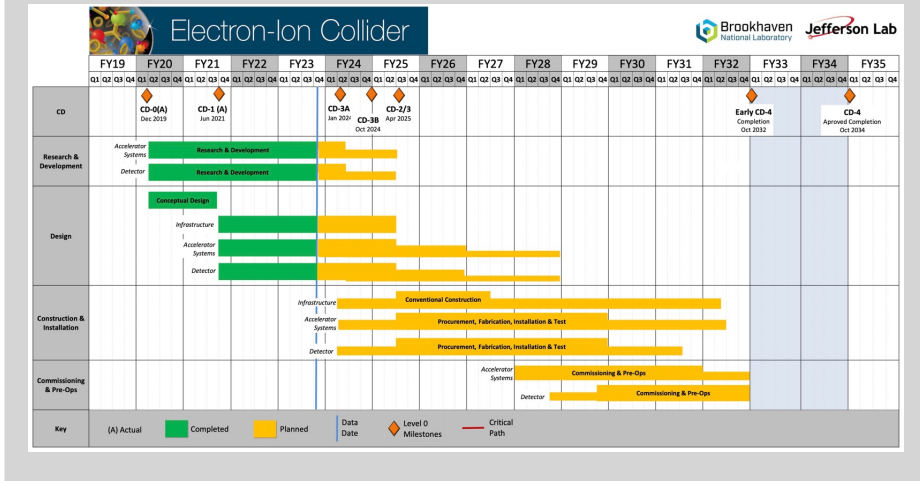 Electron-Ion Collider
Brookhaven
National Laboratory
Jefferson Lab
FY19 FY20 FY21 FY22 FY23 FY24 FY25 FY26 FY27 FY28 FY29 FY30 FY31 FY32 FY33 FY34 FY35
Q1 Q2 Q3 Q4 Q1 Q2 Q3 Q4 Q1 Q2 Q3 Q4 Q1 Q2 Q3 Q4 Q1 Q2 Q3 Q4 Q1 Q2 Q3 Q4 Q1 Q2 Q3 Q4 Q1 Q2 Q3 Q4 Q1 Q2 Q3 Q4 Q1 Q2 Q3 Q4 Q1 Q2 Q3 Q4 Q1 Q2 Q3 Q4 Q1 Q2 Q3 Q4 Q1 Q2 Q3 Q4 Q1 Q2 Q3 Q4 Q1 Q2 Q3 Q4 Q1 Q2 Q3 Q4
CD
CD-0(A)
Dec 2019
CD-1 (A)
Jun 2021
CD-3A
Jan 2024
CD-3B
Oct 2024
CD-2/3
Apr 2025
Early CD-4
Completion
Oct 2032
CD-4
Aproved Completion
Oct 2034
Research &
Development
Accelerator
Systems
Research & Development
Detector
Research & Development
Design
Conceptual Design
Infrastructure
Accelerator
Systems
Detector
Construction &
Installation
Infrastructure
Conventional Construction
Accelerator
Systems
Procurement, Fabrication, Installation & Test
Detector
Procurement, Fabrication, Installation & Test
Commissioning
& Pre-Ops
Accelerator
Systems
Commissioning & Pre-Ops
Detector
Commissioning & Pre-Ops
Key
(A) Actual
Completed
Planned
Data
Date
Level 0
Milestones
Critical
Path